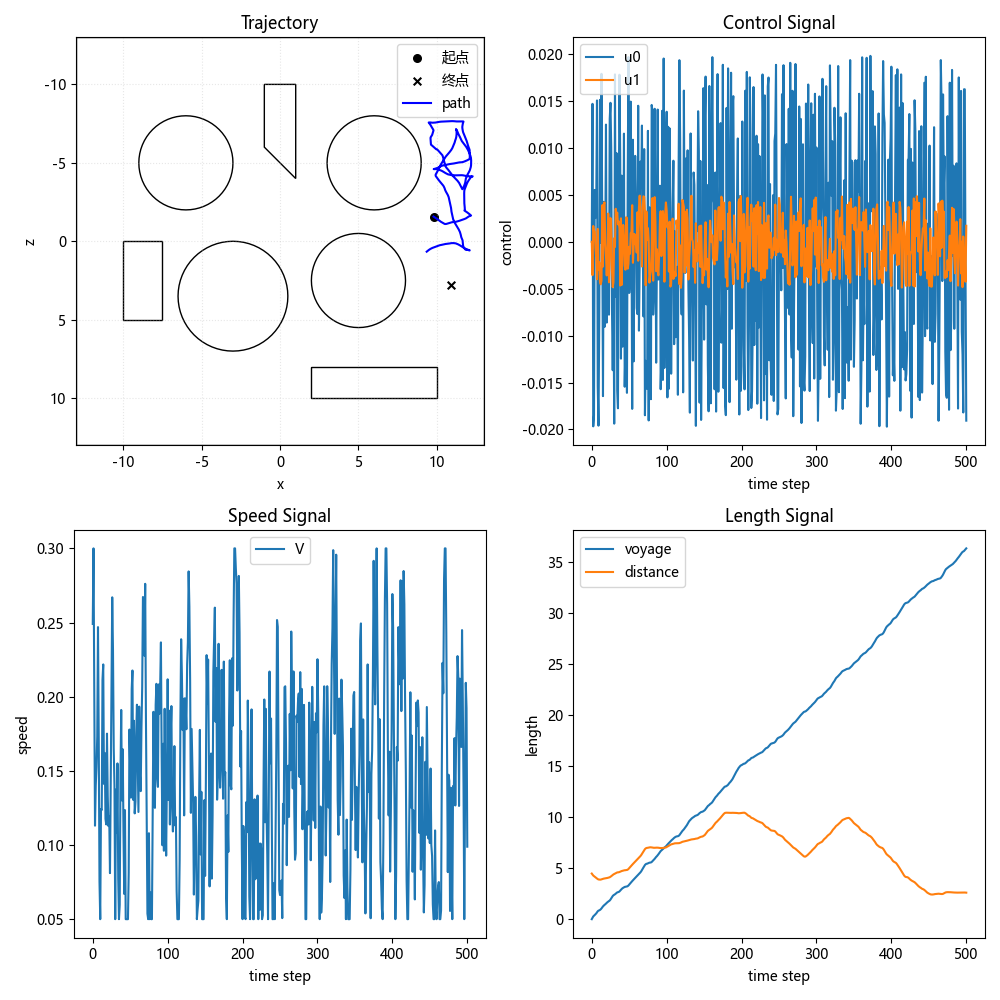 Trajectory
起点
终点
path
-10
-5
0
5
10
z
-10
-5
0
5
10
x
Control Signal
u0
u1
0.020
0.015
0.010
0.005
0.000
-0.005
-0.010
-0.015
-0.020
control
0
100
200
300
400
500
time step
Speed Signal
V
0.30
0.25
0.20
0.15
0.10
0.05
speed
0
100
200
300
400
500
time step
Length Signal
voyage
distance
35
30
25
20
15
10
5
0
length
0
100
200
300
400
500
time step